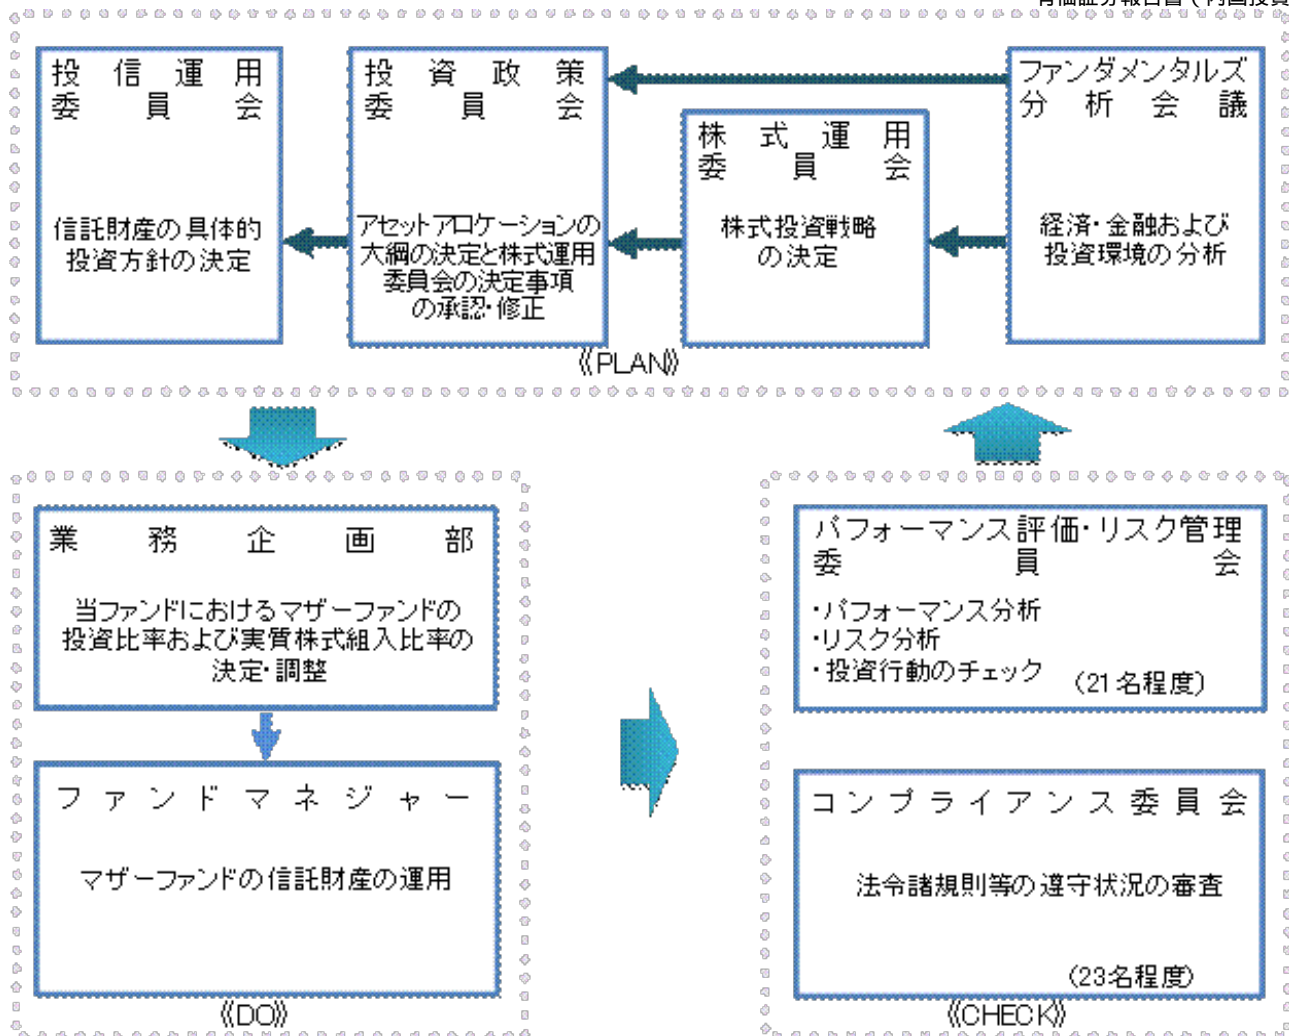 投信運用
委員会
信託財産の具体的
投資方針の決定
投資政策
委員会
アセットアロケーションの
大綱の決定と株式運用
委員会の決定事項
の承認・修正
株式運用
委員会
株式投資戦略
の決定
ファンダメンタルズ
分析会議
経済・金融および
投資環境の分析
《PLAN》
業務企画部
当ファンドにおけるマザーファンドの
投資比率および実質株式組入比率の
決定・調整
ファンドマネジャー
マザーファンドの信託財産の運用
《DO》
パフォーマンス評価・リスク管理
委員会
・パフォーマンス分析
・リスク分析
・投資行動のチェック
(21名程度)
コンプライアンス委員会
法令諸規則等の遵守状況の審査
(23名程度)
《CHECK》